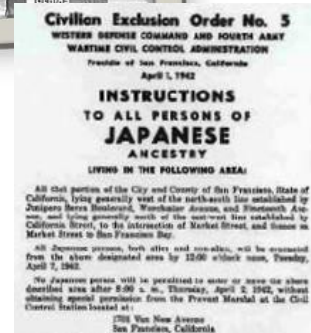 Civilian Exclusion Order No. 5
WESTERN DEFENSE COMMAND AND FOURTH ARMY
WARTIME CIVIL CONTROL ADMINISTRATION
Presidio of San Francisco, California
April 1, 1942
INSTRUCTIONS
TO ALL PERSONS OF
JAPANESE
ANCESTRY
LIVING IN THE FOLLOWING AREA:
All that portion of the City and County of San Francisco, State of
California, lying generally west of the north-south line established by
Junipero Serra Boulevard, Worchester Avenue, and Nineteenth Ave-
nue, and lying generally north of the east-west line established by
California Street, to the intersection of Market Street, and thence on
Market Street to San Francisco Bay.
All Japanese persons, both alien and non-alien, will be evacuated
from the above designated area by 12:00 o'clock noon, Tuesday,
April 7, 1942.
No Japanese person will be permitted to enter or leave the above
described area after 8:00 a. m., Thursday, April 2, 1942, without
obtaining special permission from the Provost Marshal at the Civil
Control Station located at:
1701 Van Ness Avenue
San Francisco, California